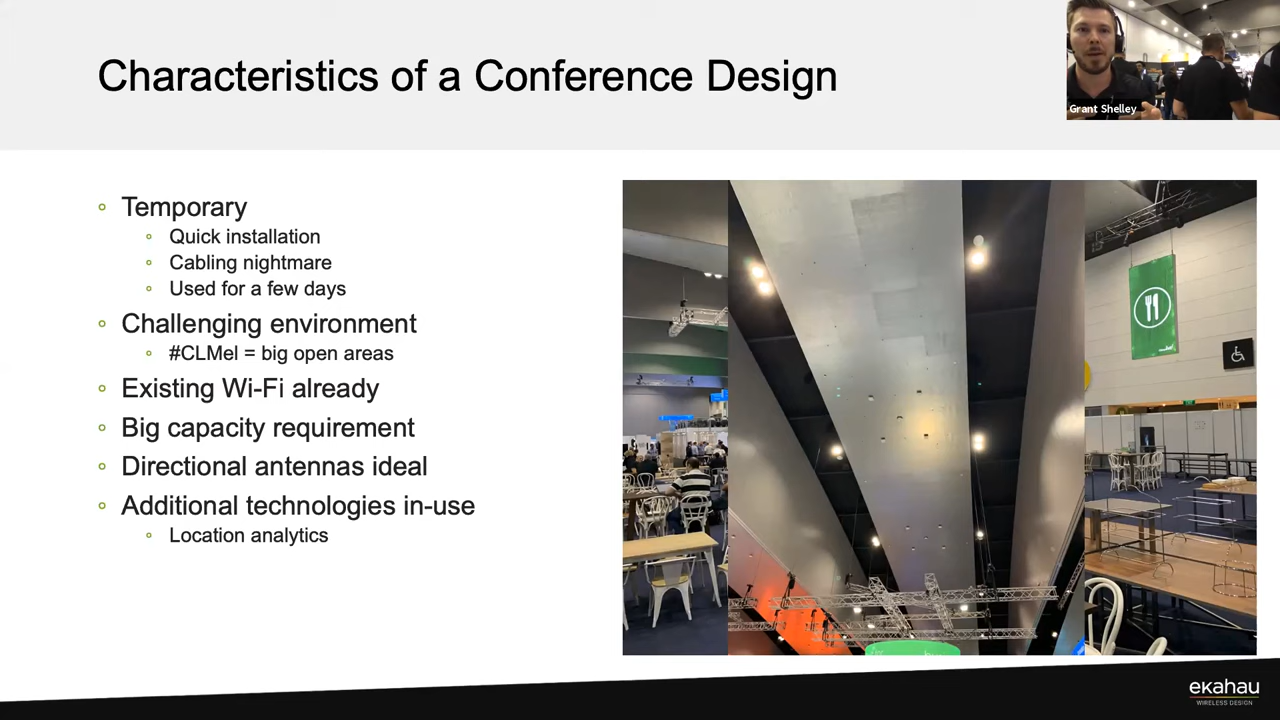 Characteristics of a Conference Design
Grant Shelley
Temporary
Quick installation
Cabling nightmare
Used for a few days
Challenging environment
#CLMel = big open areas
Existing Wi-Fi already
Big capacity requirement
Directional antennas ideal
Additional technologies in-use
Location analytics
32
ekahau
WIRELESS DESIGN